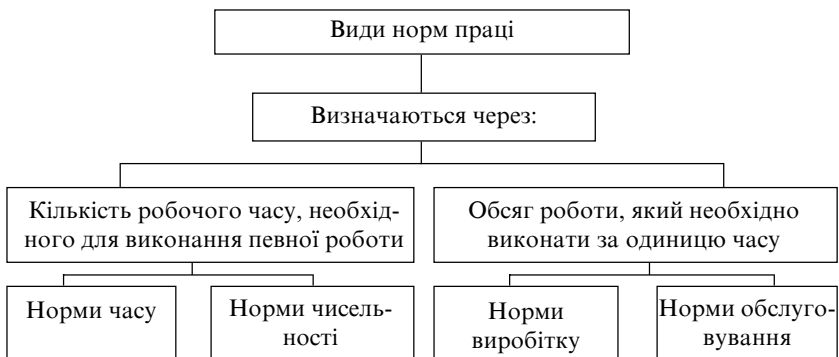 Види норм праці
Визначаються через:
Кількість робочого часу, необхід-
ного для виконання певної роботи
Обсяг роботи, який необхідно
виконати за одиницю часу
Норми часу
Норми чисель-
ності
Норми
виробітку
Норми обслуго-
вування